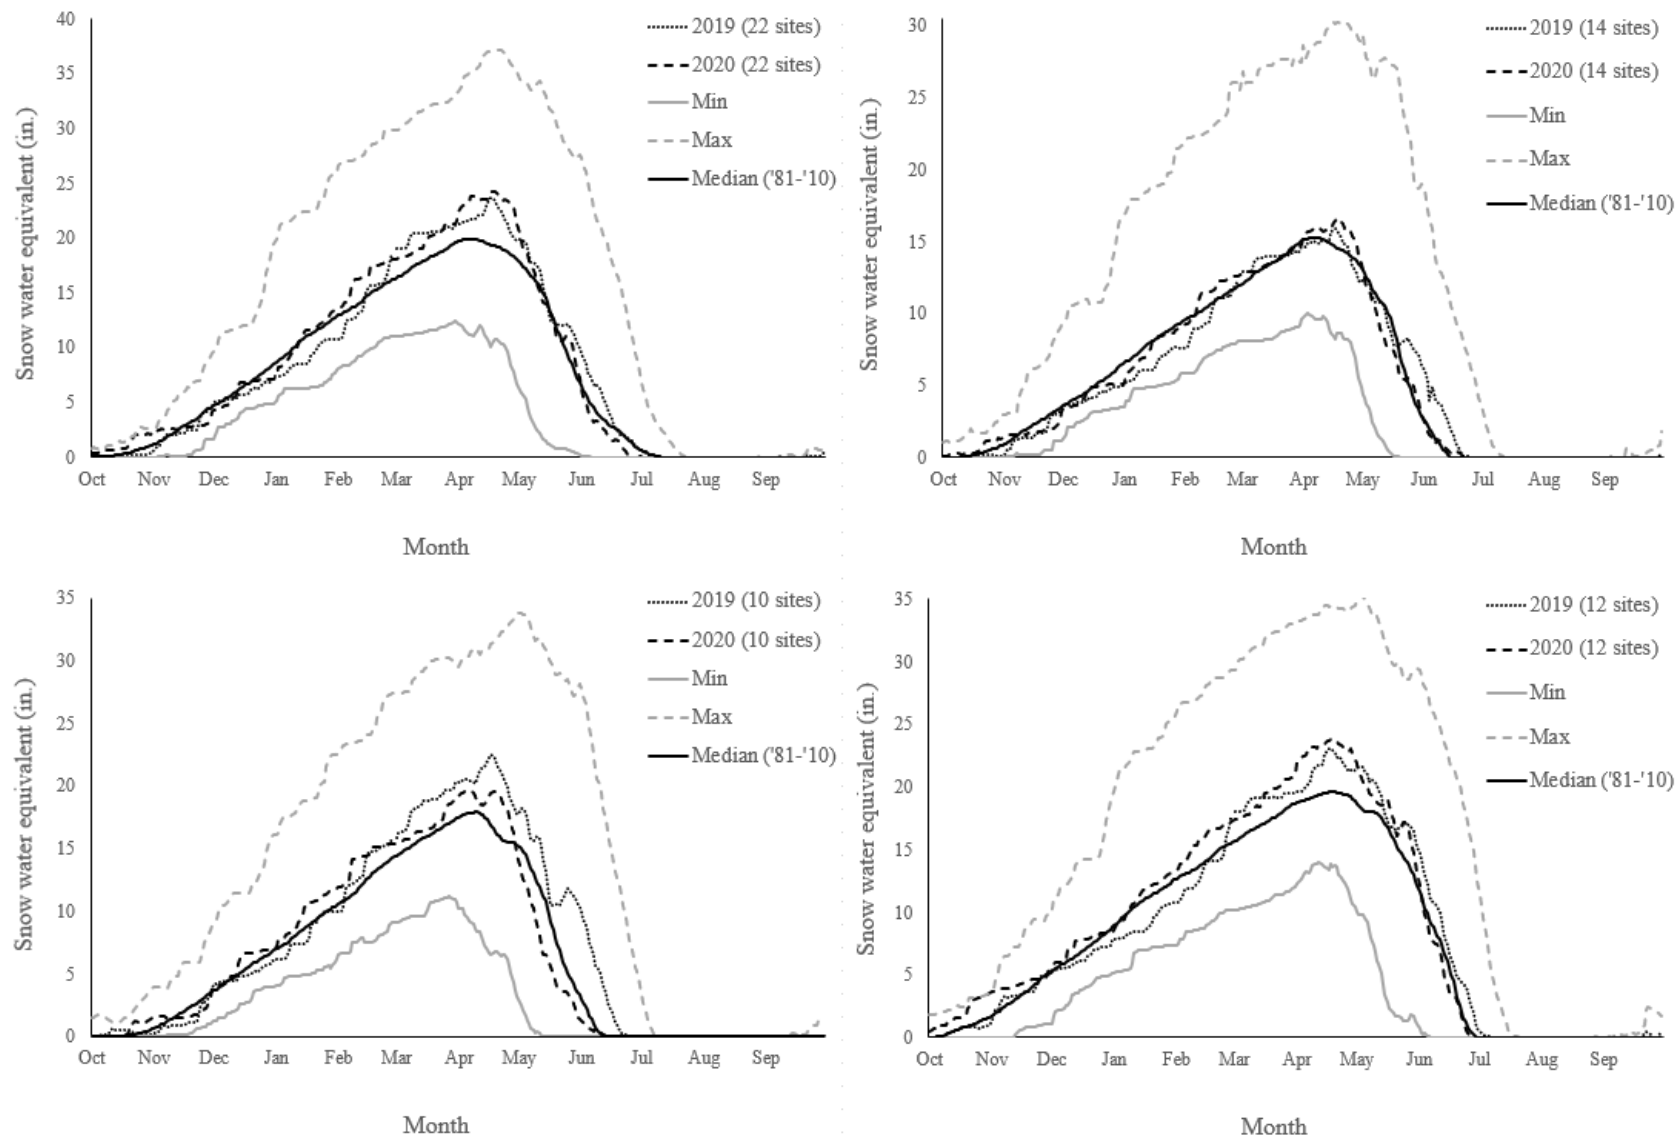 40
35
30
25
20
15
10
5
0
Snow water equivalent (in.)
Oct Nov Dec Jan Feb Mar Apr May Jun Jul Aug Sep
Month
2019 (22 sites)
2020 (22 sites)
Min
Max
Median ('81-'10)
30
25
20
15
10
5
0
Snow water equivalent (in.)
Oct Nov Dec Jan Feb Mar Apr May Jun Jul Aug Sep
Month
2019 (14 sites)
2020 (14 sites)
Min
Max
Median ('81-'10)
35
30
25
20
15
10
5
0
Snow water equivalent (in.)
Oct Nov Dec Jan Feb Mar Apr May Jun Jul Aug Sep
Month
2019 (10 sites)
2020 (10 sites)
Min
Max
Median ('81-'10)
35
30
25
20
15
10
5
0
Snow water equivalent (in.)
Oct Nov Dec Jan Feb Mar Apr May Jun Jul Aug Sep
Month
2019 (12 sites)
2020 (12 sites)
Min
Max
Median ('81-'10)